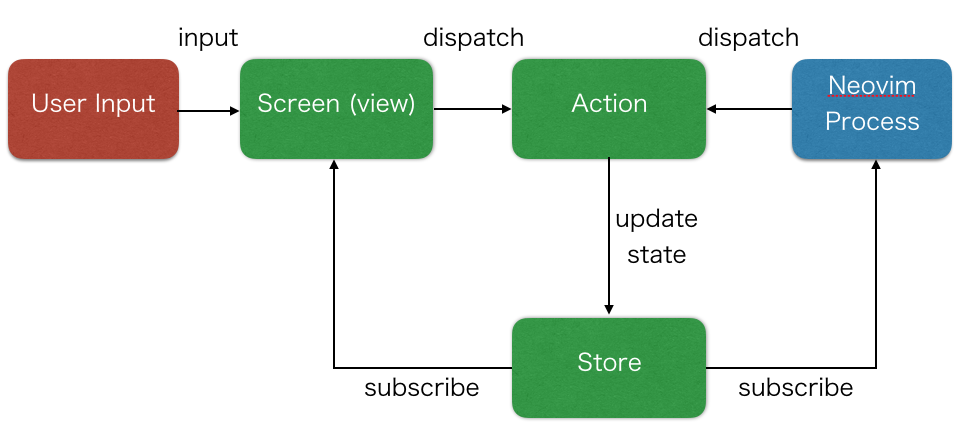 input
dispatch
dispatch
User Input
Screen (view)
Action
Neovim
Process
update
state
Store
subscribe
subscribe